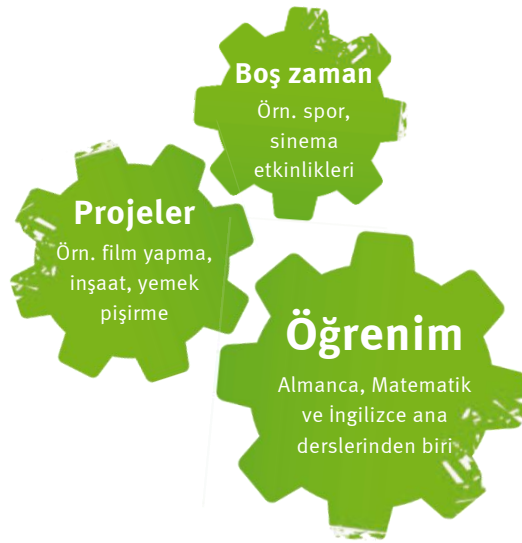 Boş zaman
Örn. spor,
sinema
etkinlikleri
Projeler
Örn. film yapma,
inşaat, yemek
pişirme
Öğrenim
Almanca, Matematik
ve İngilizce ana
derslerinden biri